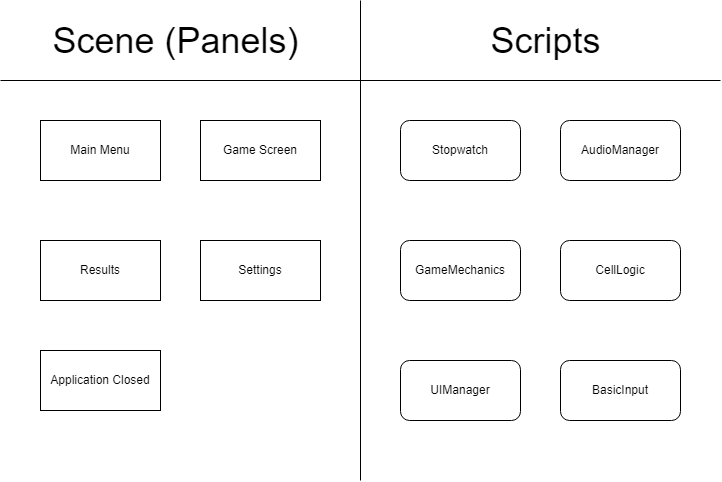 Scene (Panels)
Scripts
Main Menu
Game Screen
Stopwatch
AudioManager
Results
Settings
GameMechanics
CellLogic
Application Closed
UIManager
BasicInput